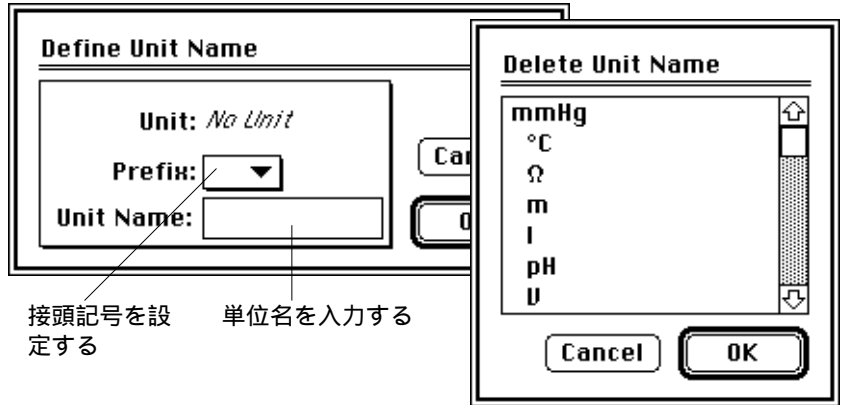 Define Unit Name
Unit: No Unit
Prefix:
Unit Name:
接頭記号を設
定する
単位名を入力する
Delete Unit Name
mmHg
°C
Ω
m
l
pH
V
Cancel
OK